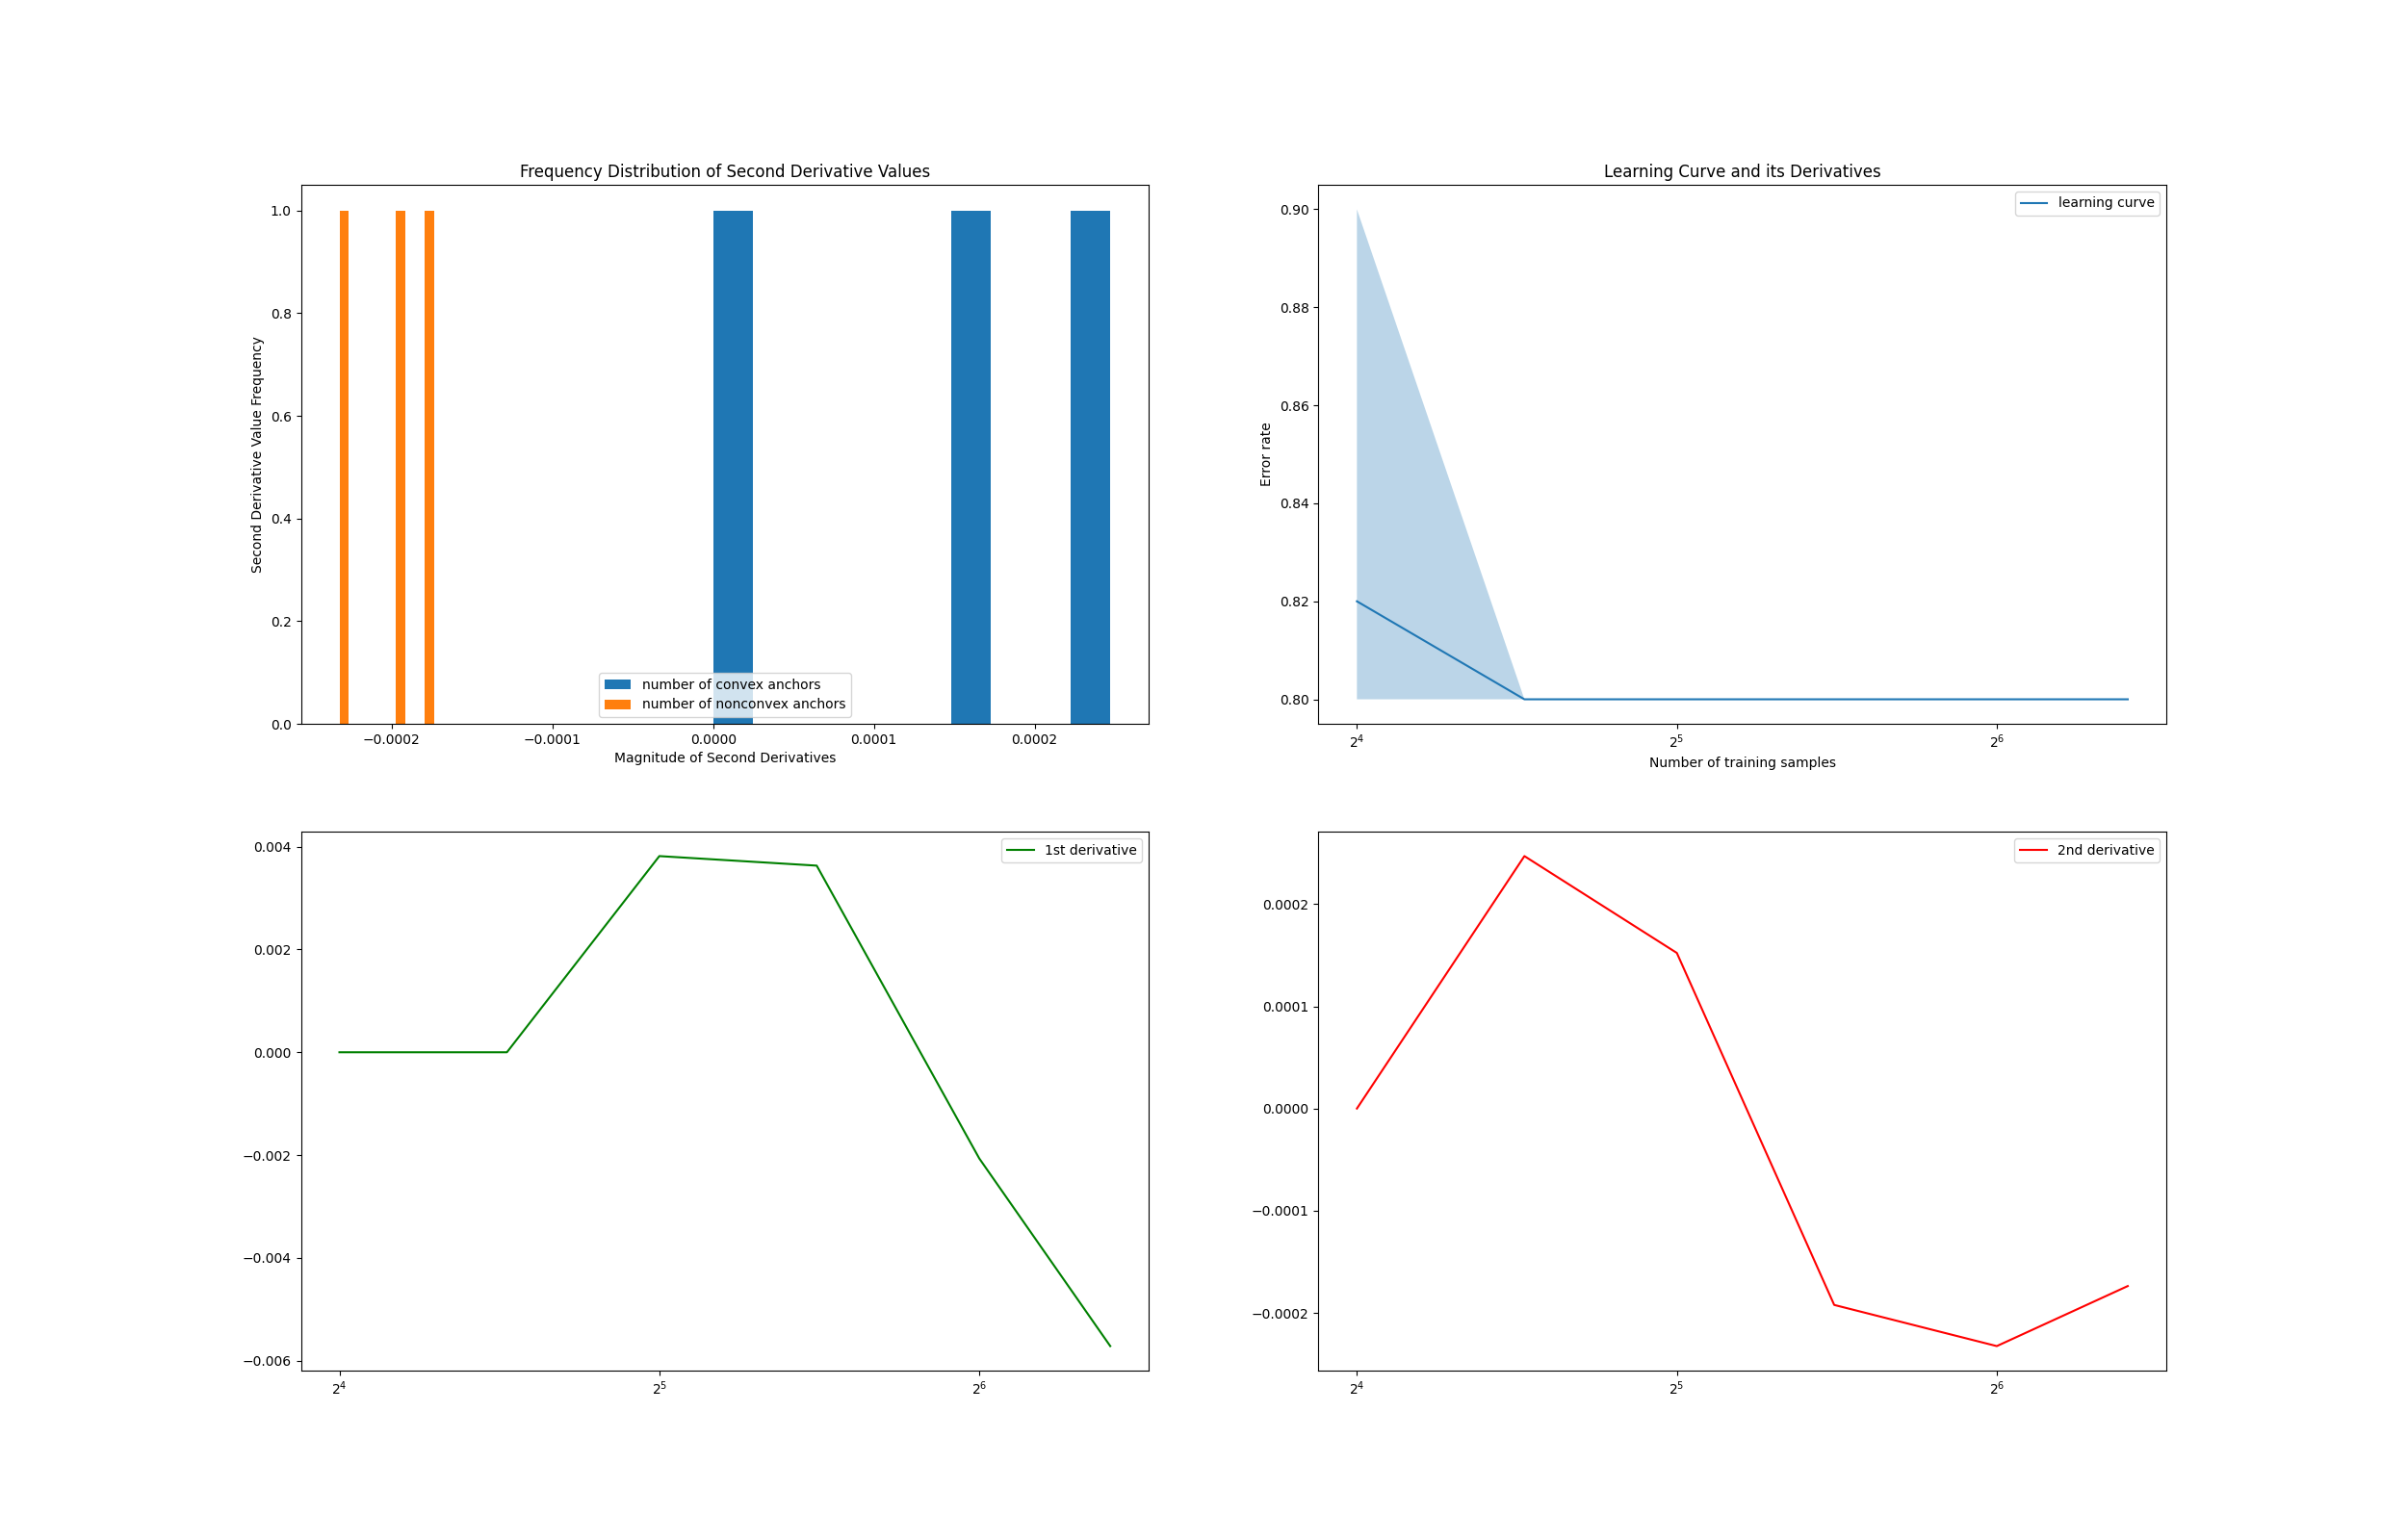 Frequency Distribution of Second Derivative Values
1.0
0.8
0.6
0.4
0.2
0.0
Second Derivative Value Frequency
number of convex anchors
number of nonconvex anchors
−0.0002 −0.0001 0.0000 0.0001 0.0002
Magnitude of Second Derivatives
Learning Curve and its Derivatives
learning curve
0.90
0.88
0.86
0.84
0.82
0.80
Error rate
2⁴ 2⁵ 2⁶
Number of training samples
1st derivative
0.004
0.002
0.000
−0.002
−0.004
−0.006
2⁴ 2⁵ 2⁶
2nd derivative
0.0002
0.0001
0.0000
−0.0001
−0.0002
2⁴ 2⁵ 2⁶